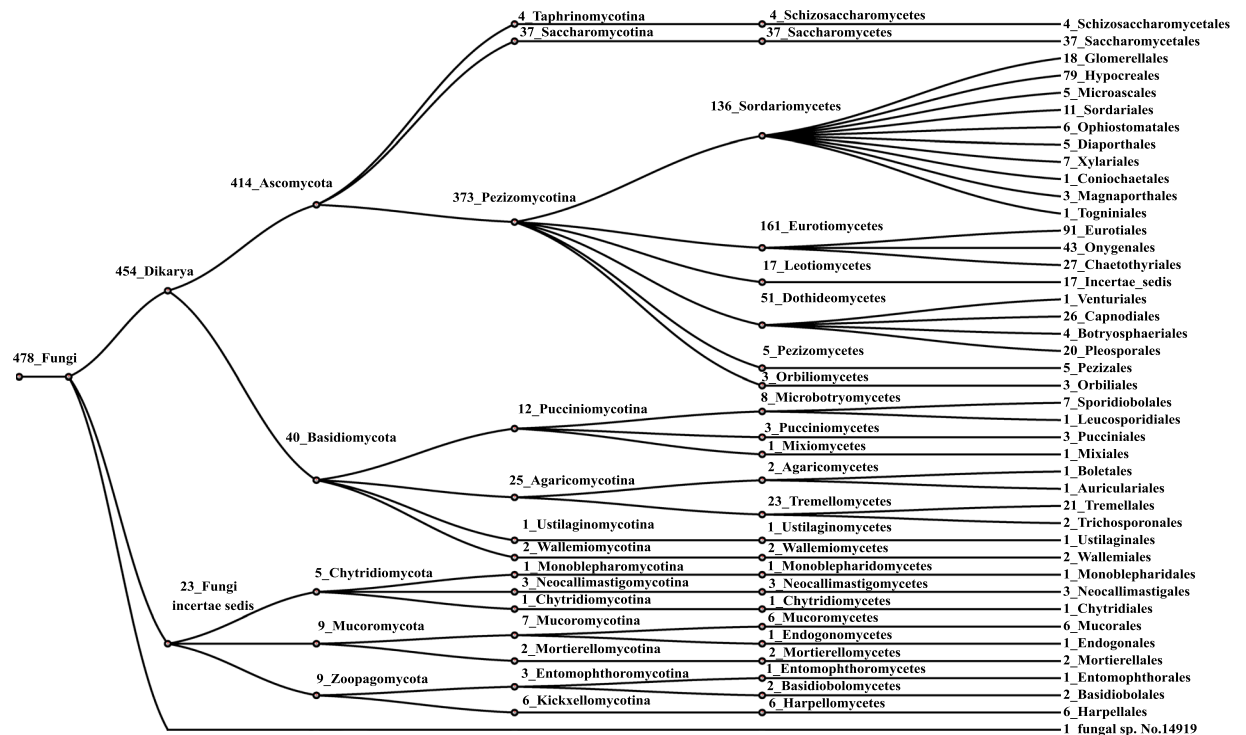 4_Taphrinomycotina 4_Schizosaccharomycetes
4_Schizosaccharomycetales
37_Saccharomycotina 37_Saccharomycetes
37_Saccharomycetales
18_Glomerellales
79_Hypocreales
5_Microascales
136_Sordariomycetes
11_Sordariales
6_Ophiostomatales
5_Diaporthales
7_Xylariales
1_Coniochaetales
414_Ascomycota
373_Pezizomycotina
3_Magnaporthales
1_Togniniales
161_Eurotiomycetes
91_Eurotiales
43_Onygenales
17_Leotiomycetes
27_Chaetothyriales
454_Dikarya
17_Incertae_sedis
51_Dothideomycetes
1_Venturiales
26_Capnodiales
4_Botryosphaeriales
20_Pleosporales
478_Fungi
5_Pezizomycetes
5_Pezizales
3_Orbiliomycetes
3_Orbiliales
8_Microbotryomycetes
7_Sporidiobolales
12_Pucciniomycotina
1_Leucosporidiales
3_Pucciniomycetes
3_Pucciniales
40_Basidiomycota
1_Mixiomycetes
1_Mixiales
2_Agaricomycetes
1_Boletales
25_Agaricomycotina
1_Auriculariales
23_Tremellomycetes
21_Tremellales
2_Trichosporonales
1_Ustilaginomycotina 1_Ustilaginomycetes
1_Ustilaginales
2_Wallemiomycotina 2_Wallemiomycetes
2_Wallemiales
5_Chytridiomycota
1_Monoblepharomycotina 1_Monoblepharidomycetes
1_Monoblepharidales
23_Fungi
incertae sedis
3_Neocallimastigomycotina 3_Neocallimastigomycetes
3_Neocallimastigales
1_Chytridiomycotina 1_Chytridiomycetes
1_Chytridiales
9_Mucoromycota
7_Mucoromycotina
6_Mucoromycetes
6_Mucorales
1_Endogonomycetes
1_Endogonales
2_Mortierellomycotina 2_Mortierellomycetes
2_Mortierellales
9_Zoopagomycota
3_Entomophthoromycotina
1_Entomophthoromycetes
1_Entomophthorales
2_Basidiobolomycetes
2_Basidiobolales
6_Kickxellomycotina 6_Harpellomycetes
6_Harpellales
1_fungal sp. No.14919